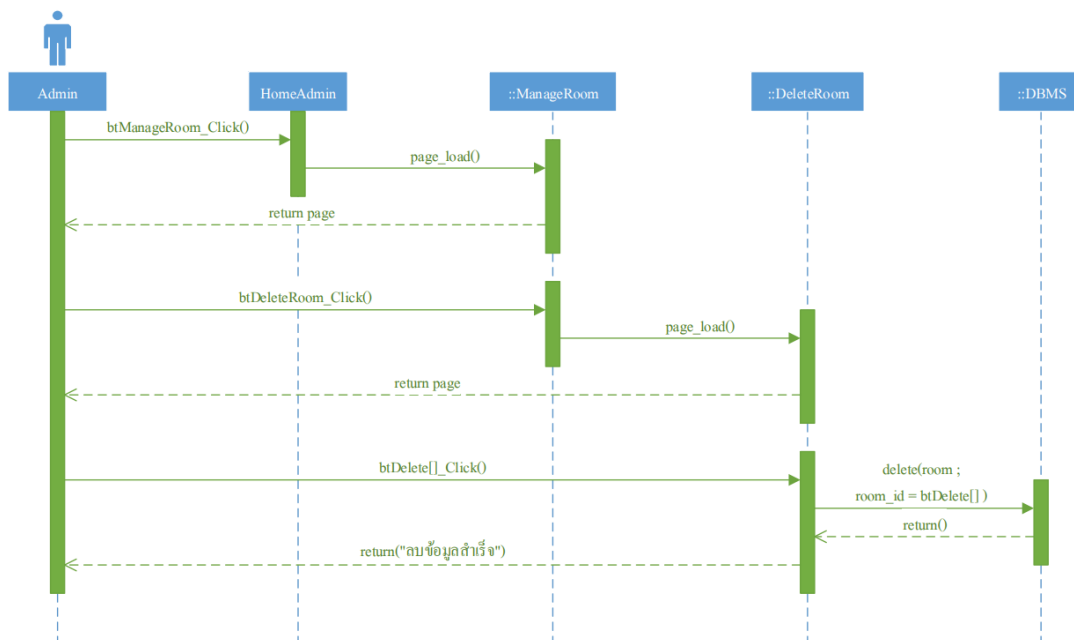 Admin
HomeAdmin
::ManageRoom
::DeleteRoom
::DBMS
btManageRoom_Click()
page_load()
return page
btDeleteRoom_Click()
page_load()
return page
btDelete[]_Click()
delete(room ;
room_id = btDelete[] )
return()
return("ลบข้อมูลสำเร็จ")